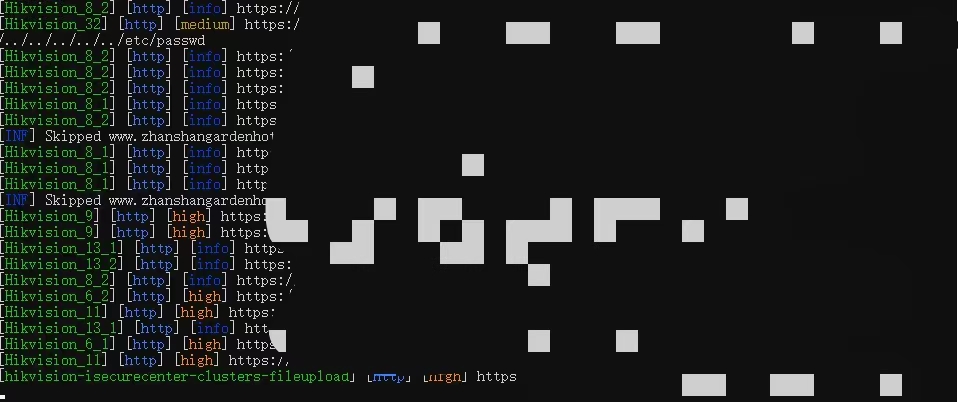 [Hikvision_8_2] [http] [info] https://
[Hikvision_32] [http] [medium] https:/
/../../../../../etc/passwd
[Hikvision_8_2] [http] [info] https:
[Hikvision_8_2] [http] [info] https:
[Hikvision_8_2] [http] [info] https:
[Hikvision_8_1] [http] [info] https
[Hikvision_8_2] [http] [info] https:
[INF] Skipped www.zhanshangardenhot
[Hikvision_8_1] [http] [info] http
[Hikvision_8_1] [http] [info] http
[Hikvision_8_1] [http] [info] http
[INF] Skipped www.zhanshangardenho
[Hikvision_9] [http] [high] https:
[Hikvision_9] [http] [high] https:
[Hikvision_13_1] [http] [info] https
[Hikvision_13_2] [http] [info] https:
[Hikvision_8_2] [http] [info] https:/
[Hikvision_6_2] [http] [high] https:
[Hikvision_11] [http] [high] https:
[Hikvision_13_1] [http] [info] htt
[Hikvision_6_1] [http] [high] https
[Hikvision_11] [http] [high] https:/
[hikvision-isecurecenter-clusters-fileupload] [http] [high] https